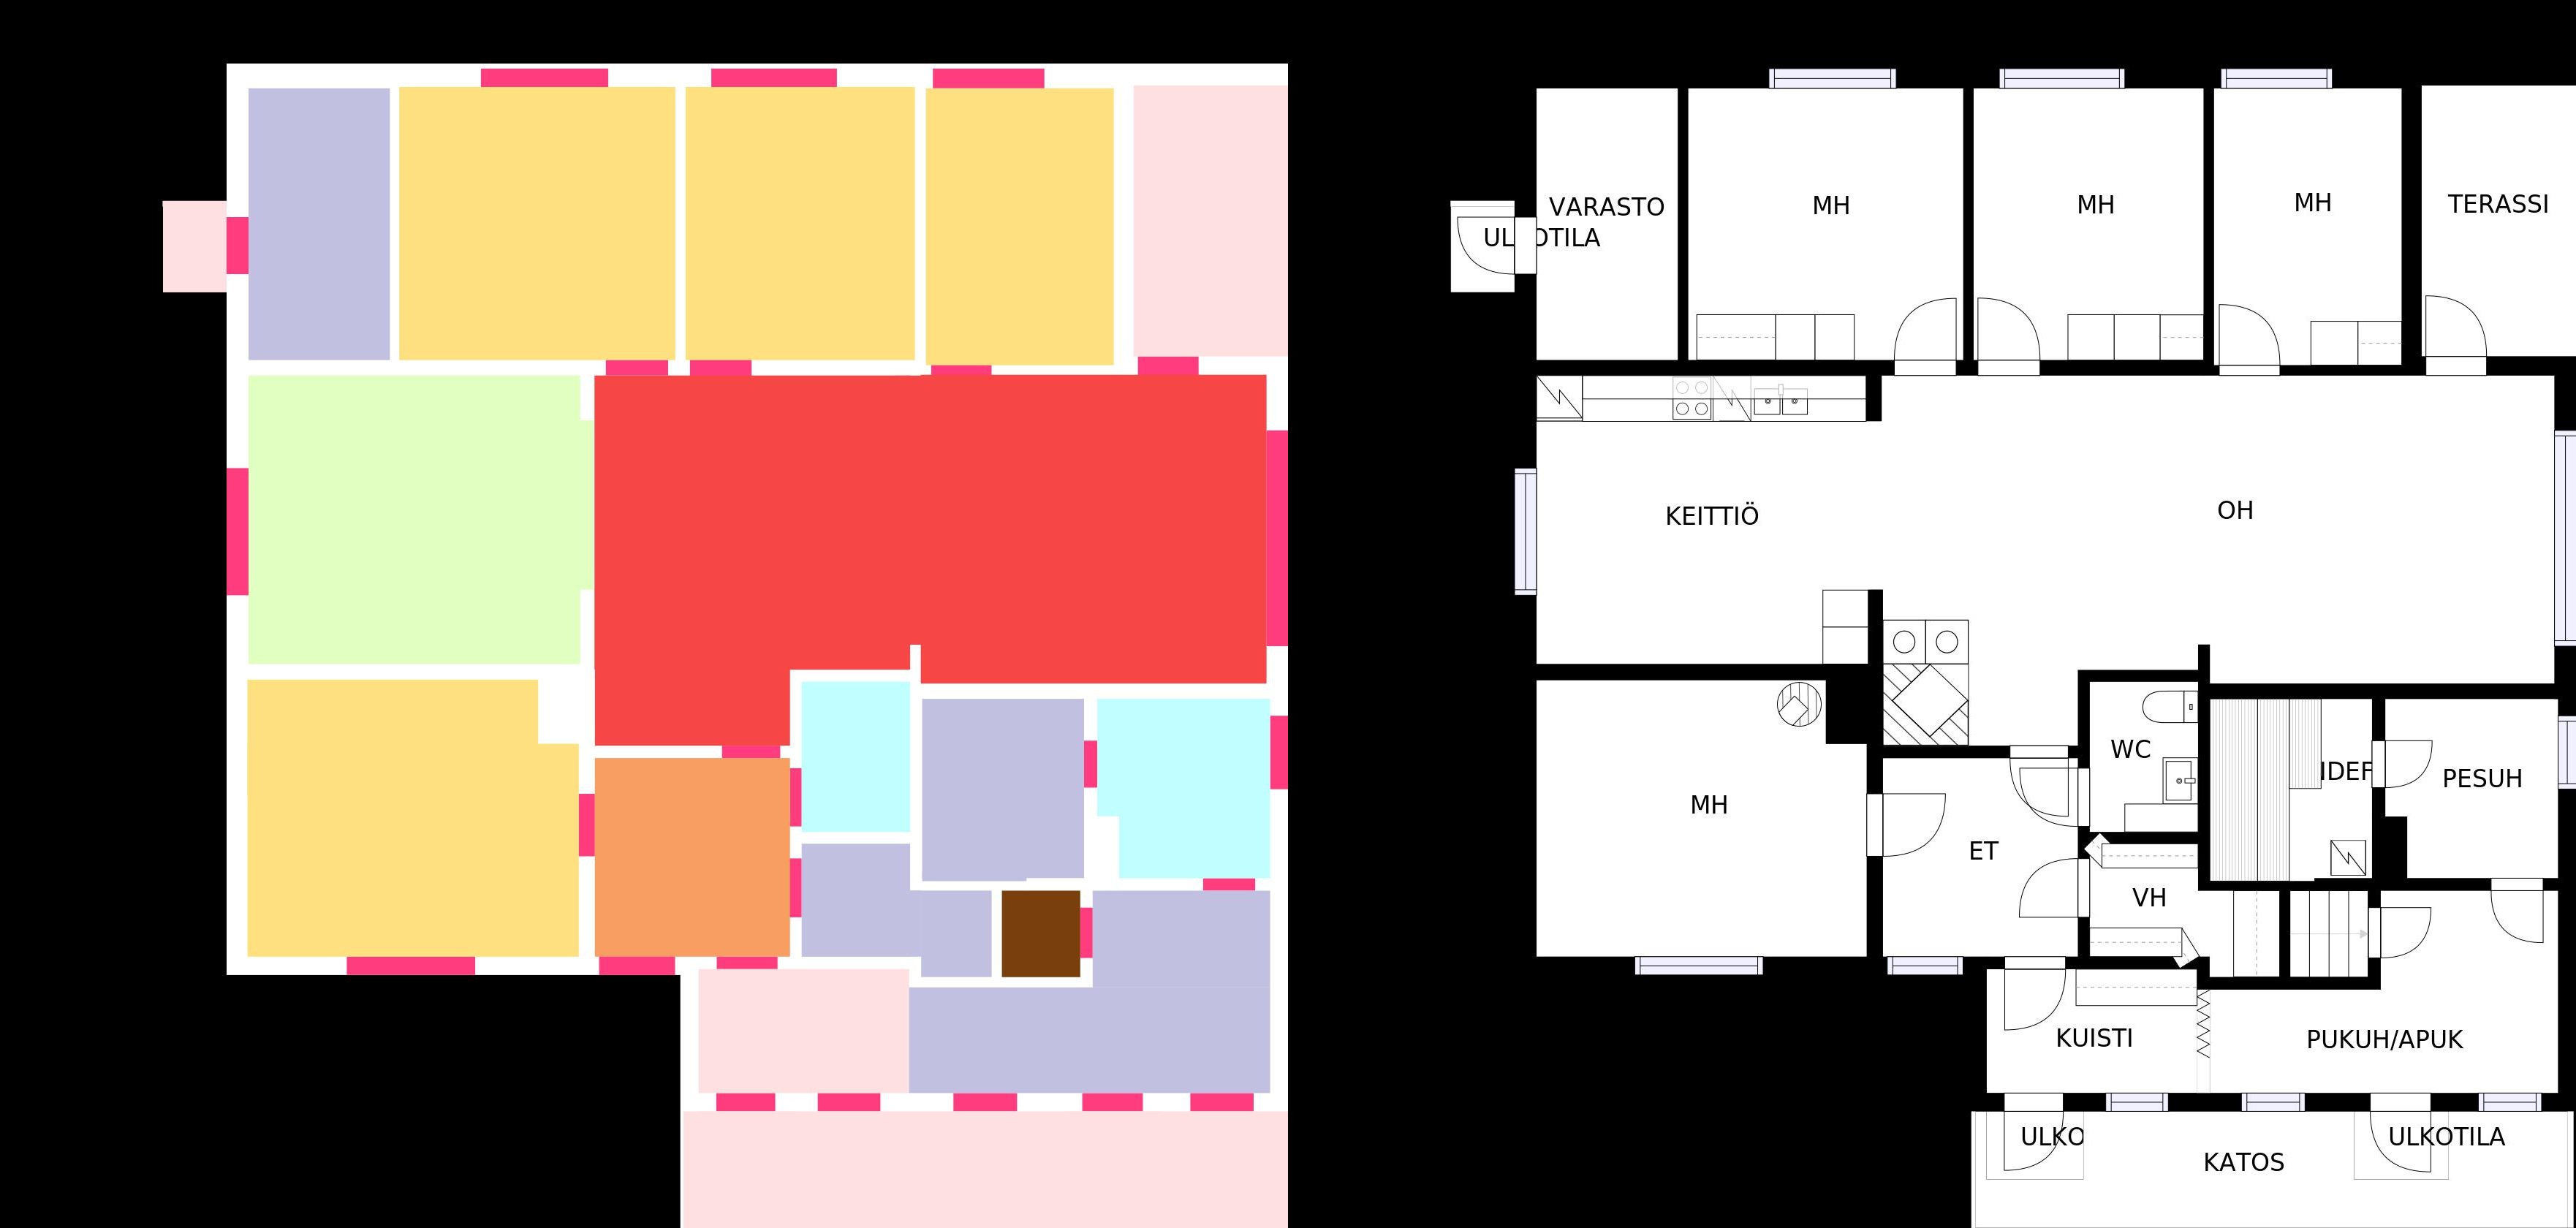 VARASTO
MH
MH
MH
TERASSI
ULKOTILA
KEITTIÖ
OH
WC
PESUH
MH
ET
VH
KUISTI
PUKUH/APUK
ULKO
ULKOTILA
KATOS